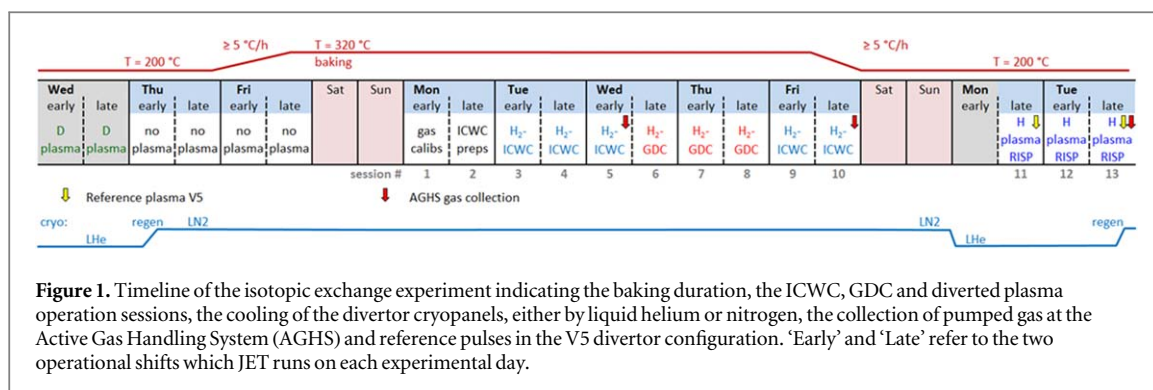 ≥ 5 °C/h T = 320 °C ≥ 5 °C/h
T = 200 °C baking T = 200 °C
Wed Thu Fri Sat Sun Mon Tue Wed Thu Fri Sat Sun Mon Tue
early late early late early late early late early late early late early late early late early late early late
D D no no no no gas ICWC H₂- H₂- H₂- H₂- H₂- H₂- H₂- H₂- H H H
plasma plasma plasma plasma plasma plasma calibs preps ICWC ICWC ICWC GDC GDC GDC ICWC ICWC plasma plasma plasma
RISP RISP RISP
session # 1 2 3 4 5 6 7 8 9 10 11 12 13
Reference plasma V5 AGHS gas collection
cryo: regen LN2 LN2 regen
LHe LHe
Figure 1. Timeline of the isotopic exchange experiment indicating the baking duration, the ICWC, GDC and diverted plasma
operation sessions, the cooling of the divertor cryopanels, either by liquid helium or nitrogen, the collection of pumped gas at the
Active Gas Handling System (AGHS) and reference pulses in the V5 divertor configuration. ‘Early’ and ‘Late’ refer to the two
operational shifts which JET runs on each experimental day.